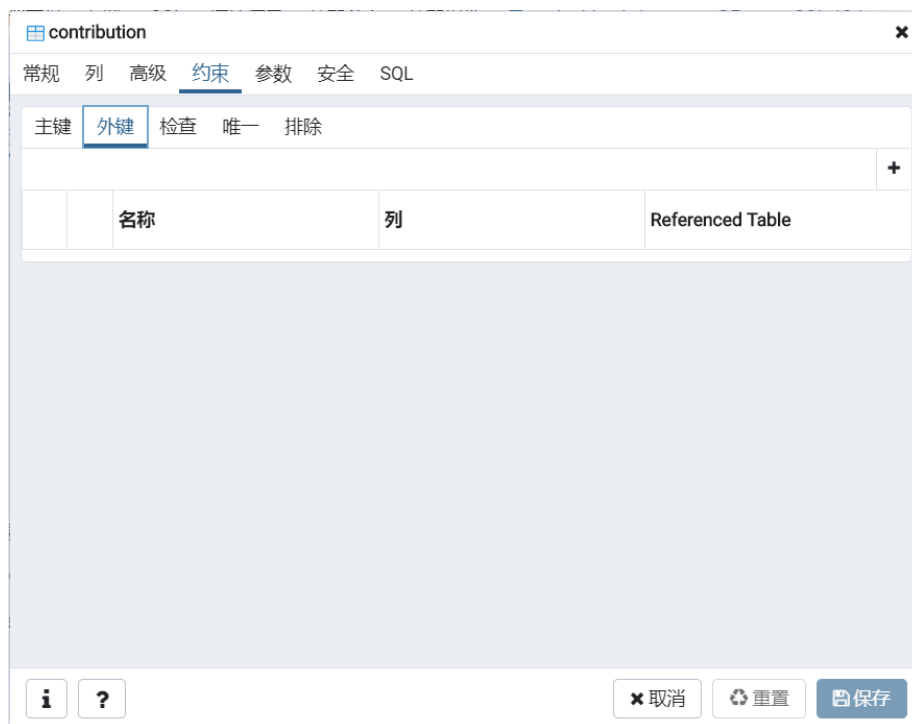 contribution
常规 列 高级 约束 参数 安全 SQL
主键 外键 检查 唯一 排除
名称 列 Referenced Table
取消 重置 保存